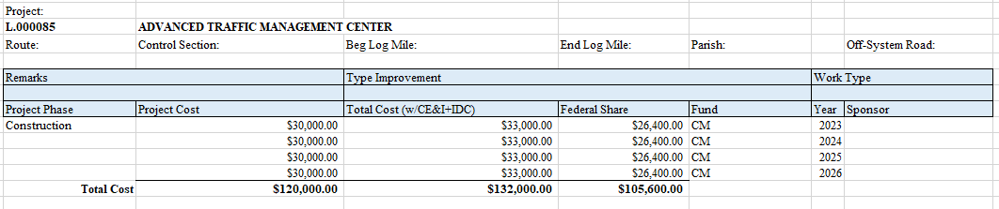 Project:
L.000085 ADVANCED TRAFFIC MANAGEMENT CENTER
Route: Control Section: Beg Log Mile: End Log Mile: Parish: Off-System Road:
Remarks Type Improvement Work Type
Project Phase Project Cost Total Cost (w/CE&I+IDC) Federal Share Fund Year Sponsor
Construction $30,000.00 $33,000.00 $26,400.00 CM 2023
$30,000.00 $33,000.00 $26,400.00 CM 2024
$30,000.00 $33,000.00 $26,400.00 CM 2025
$30,000.00 $33,000.00 $26,400.00 CM 2026
Total Cost $120,000.00 $132,000.00 $105,600.00